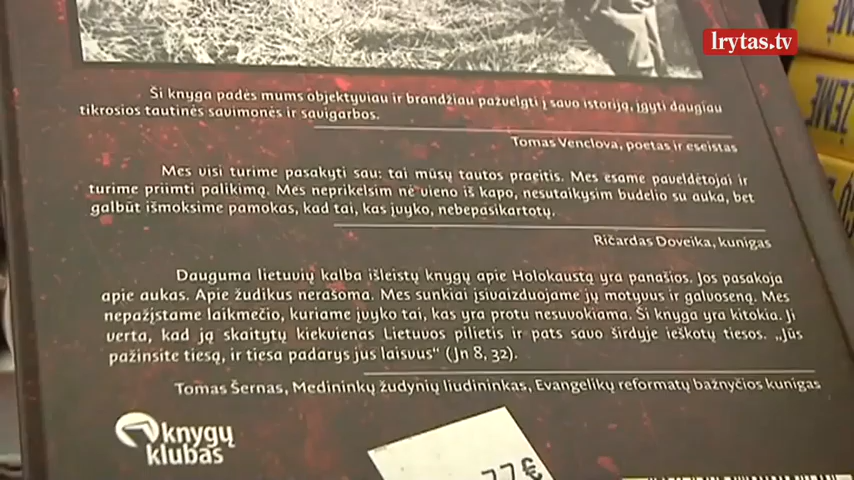 lrytas.tv
Ši knyga padės mums objektyviau ir brandžiau pažvelgti į savo istoriją, įgyti daugiau
tikrosios tautinės savimonės ir savigarbos.
Tomas Venclova, poetas ir eseistas
Mes visi turime pasakyti sau: tai mūsų tautos praeitis. Mes esame paveldėtojai ir
turime priimti palikimą. Mes neprikelsim nė vieno iš kapo, nesutaikysim budelio su auka, bet
galbūt išmoksime pamokas, kad tai, kas įvyko, nebepasikartotų.
Ričardas Doveika, kunigas
Dauguma lietuvių kalba išleistų knygų apie Holokaustą yra panašios. Jos pasakoja
apie aukas. Apie žudikus nerašoma. Mes sunkiai įsivaizduojame jų motyvus ir galvoseną. Mes
nepažįstame laikmečio, kuriame įvyko tai, kas yra protu nesuvokiama. Ši knyga yra kitokia. Ji
verta, kad ją skaitytų kiekvienas Lietuvos pilietis ir pats savo širdyje ieškotų tiesos. „Jūs
pažinsite tiesą, ir tiesa padarys jus laisvus“ (Jn 8, 32).
Tomas Šernas, Medininkų žudynių liudininkas, Evangelikų reformatų bažnyčios kunigas
knygų
klubas
77€